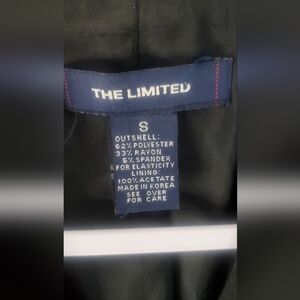 THE LIMITED
S
OUTSHELL:
62% POLYESTER
33% RAYON
5% SPANDEX
FOR ELASTICITY
LINING:
100% ACETATE
MADE IN KOREA
SEE OVER
FOR CARE